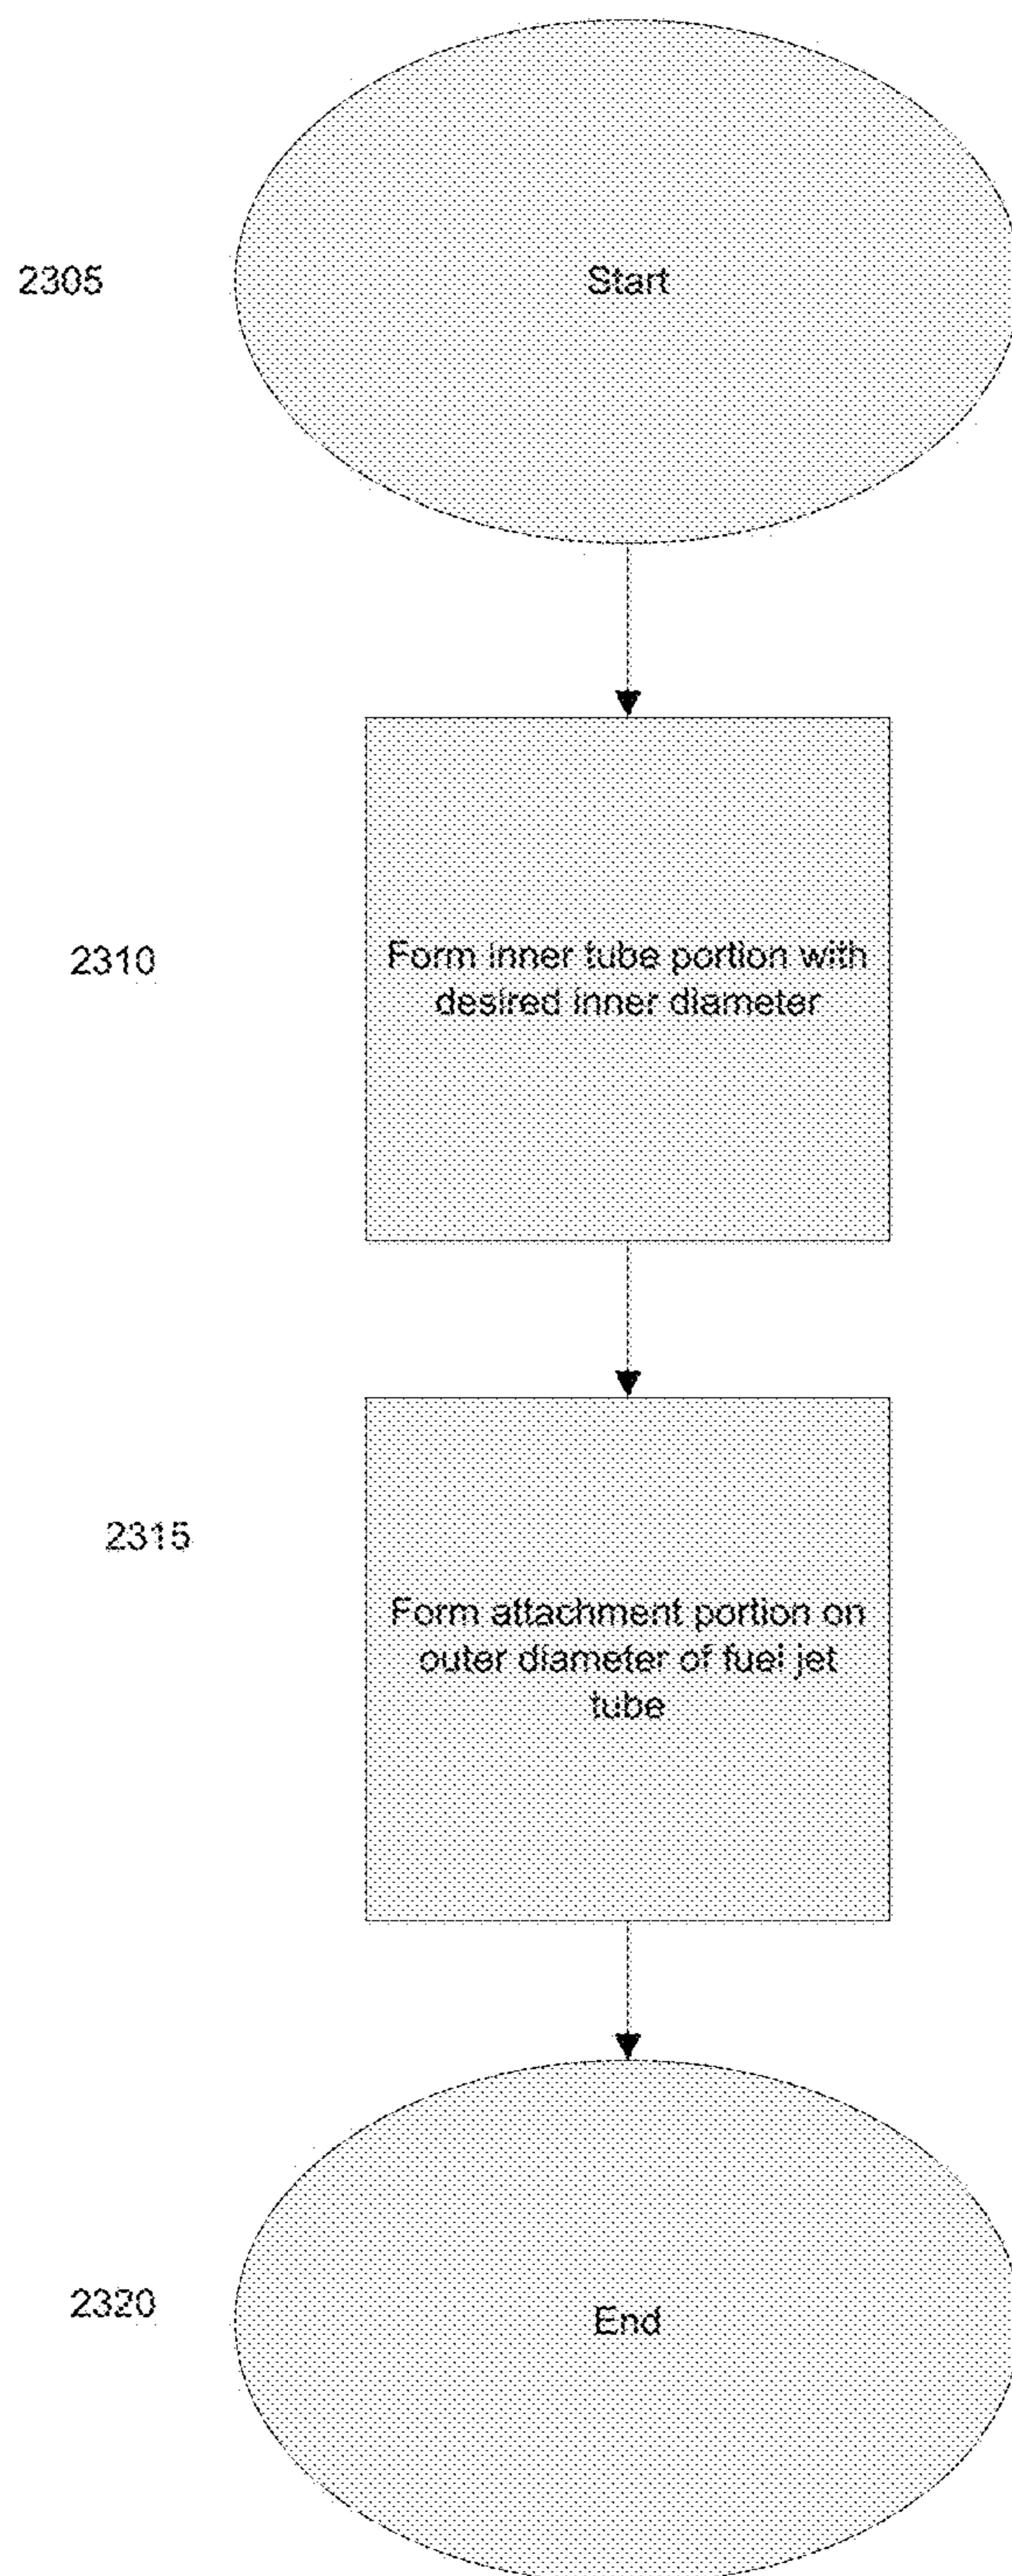 2305
Start
2310
Form inner tube portion with
desired inner diameter
2315
Form attachment portion on
outer diameter of fuel jet
tube
2320
End